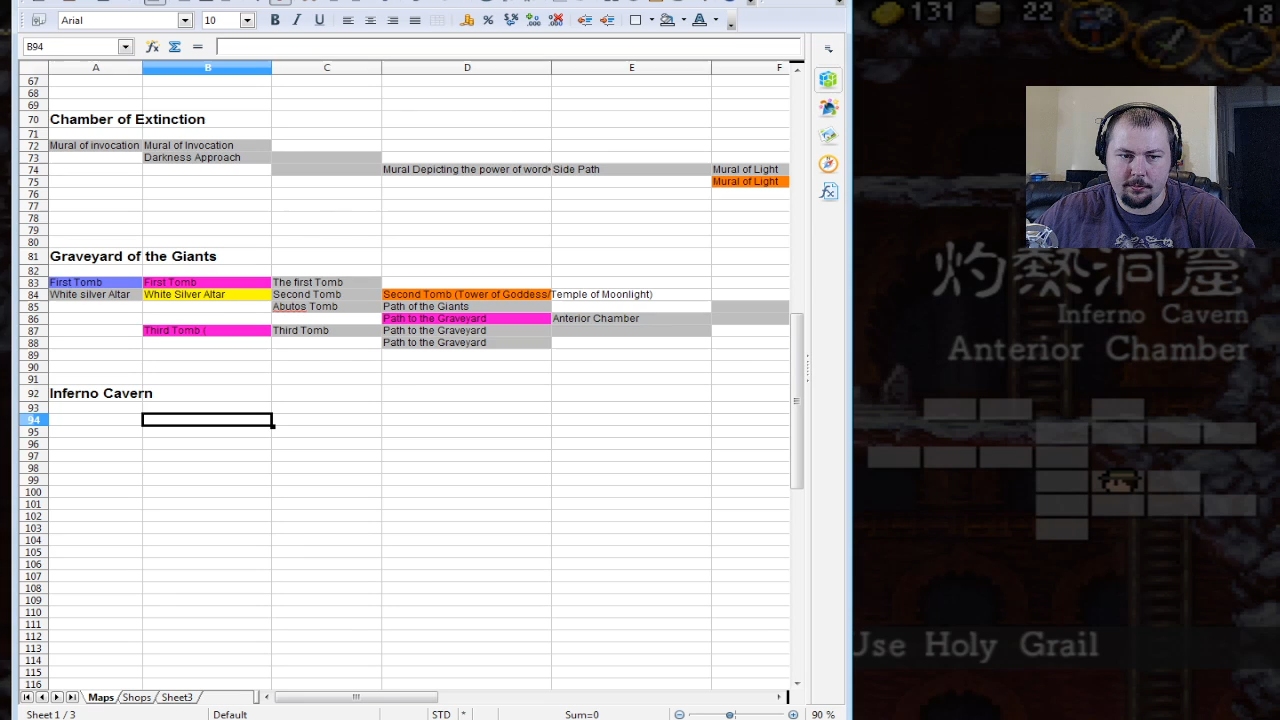 Arial 10 B I U
B94
A B C D E F
67
68
69
70 Chamber of Extinction
71
72 Mural of invocation Mural of Invocation
73 Darkness Approach
74 Mural Depicting the power of word Side Path Mural of Light
75 Mural of Light
76
77
78
79
80
81 Graveyard of the Giants
82
83 First Tomb First Tomb The first Tomb
84 White silver Altar White Silver Altar Second Tomb Second Tomb (Tower of Goddess/Temple of Moonlight)
85 Abutos Tomb Path of the Giants
86 Path to the Graveyard Anterior Chamber
87 Third Tomb ( Third Tomb Path to the Graveyard
88 Path to the Graveyard
89
90
91
92 Inferno Cavern
93
94
95
96
97
98
99
100
101
102
103
104
105
106
107
108
109
110
111
112
113
114
115
116
Maps Shops Sheet3
Sheet 1 / 3 Default STD * Sum=0 90 %
131 22 18
灼熱洞窟
Inferno Cavern
Anterior Chamber
Use Holy Grail